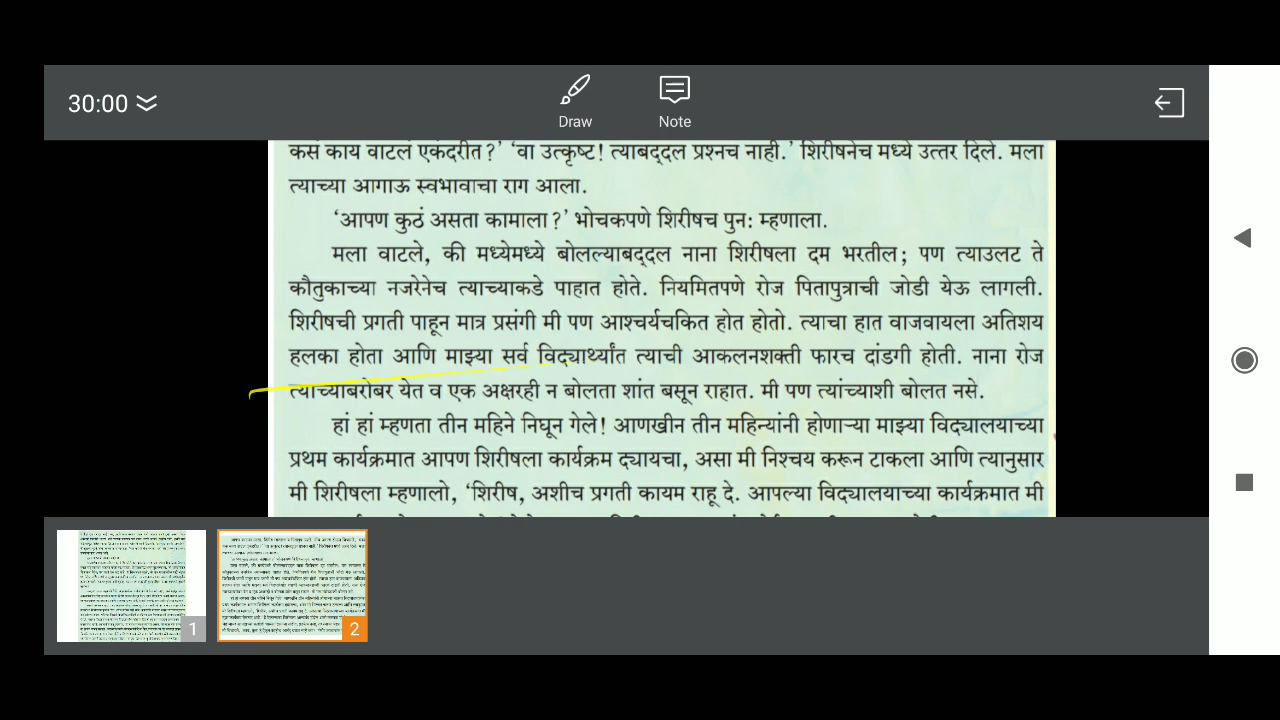 30:00
Draw
Note
कसं काय वाटलं एकंदरीत?’ ‘वा उत्कृष्ट! त्याबद्दल प्रश्नच नाही.’ शिरीषनेच मध्ये उत्तर दिले. मला
त्याच्या आगाऊ स्वभावाचा राग आला.
‘आपण कुठं असता कामाला?’ भोचकपणे शिरीषच पुन: म्हणाला.
मला वाटले, की मध्येमध्ये बोलल्याबद्दल नाना शिरीषला दम भरतील; पण त्याउलट ते
कौतुकाच्या नजरेनेच त्याच्याकडे पाहात होते. नियमितपणे रोज पितापुत्राची जोडी येऊ लागली.
शिरीषची प्रगती पाहून मात्र प्रसंगी मी पण आश्चर्यचकित होत होतो. त्याचा हात वाजवायला अतिशय
हलका होता आणि माझ्या सर्व विद्यार्थ्यांत त्याची आकलनशक्ती फारच दांडगी होती. नाना रोज
त्याच्याबरोबर येत व एक अक्षरही न बोलता शांत बसून राहात. मी पण त्यांच्याशी बोलत नसे.
हां हां म्हणता तीन महिने निघून गेले! आणखीन तीन महिन्यांनी होणाऱ्या माझ्या विद्यालयाच्या
प्रथम कार्यक्रमात आपण शिरीषला कार्यक्रम द्यायचा, असा मी निश्चय करून टाकला आणि त्यानुसार
मी शिरीषला म्हणालो, ‘शिरीष, अशीच प्रगती कायम राहू दे. आपल्या विद्यालयाच्या कार्यक्रमात मी
1
2